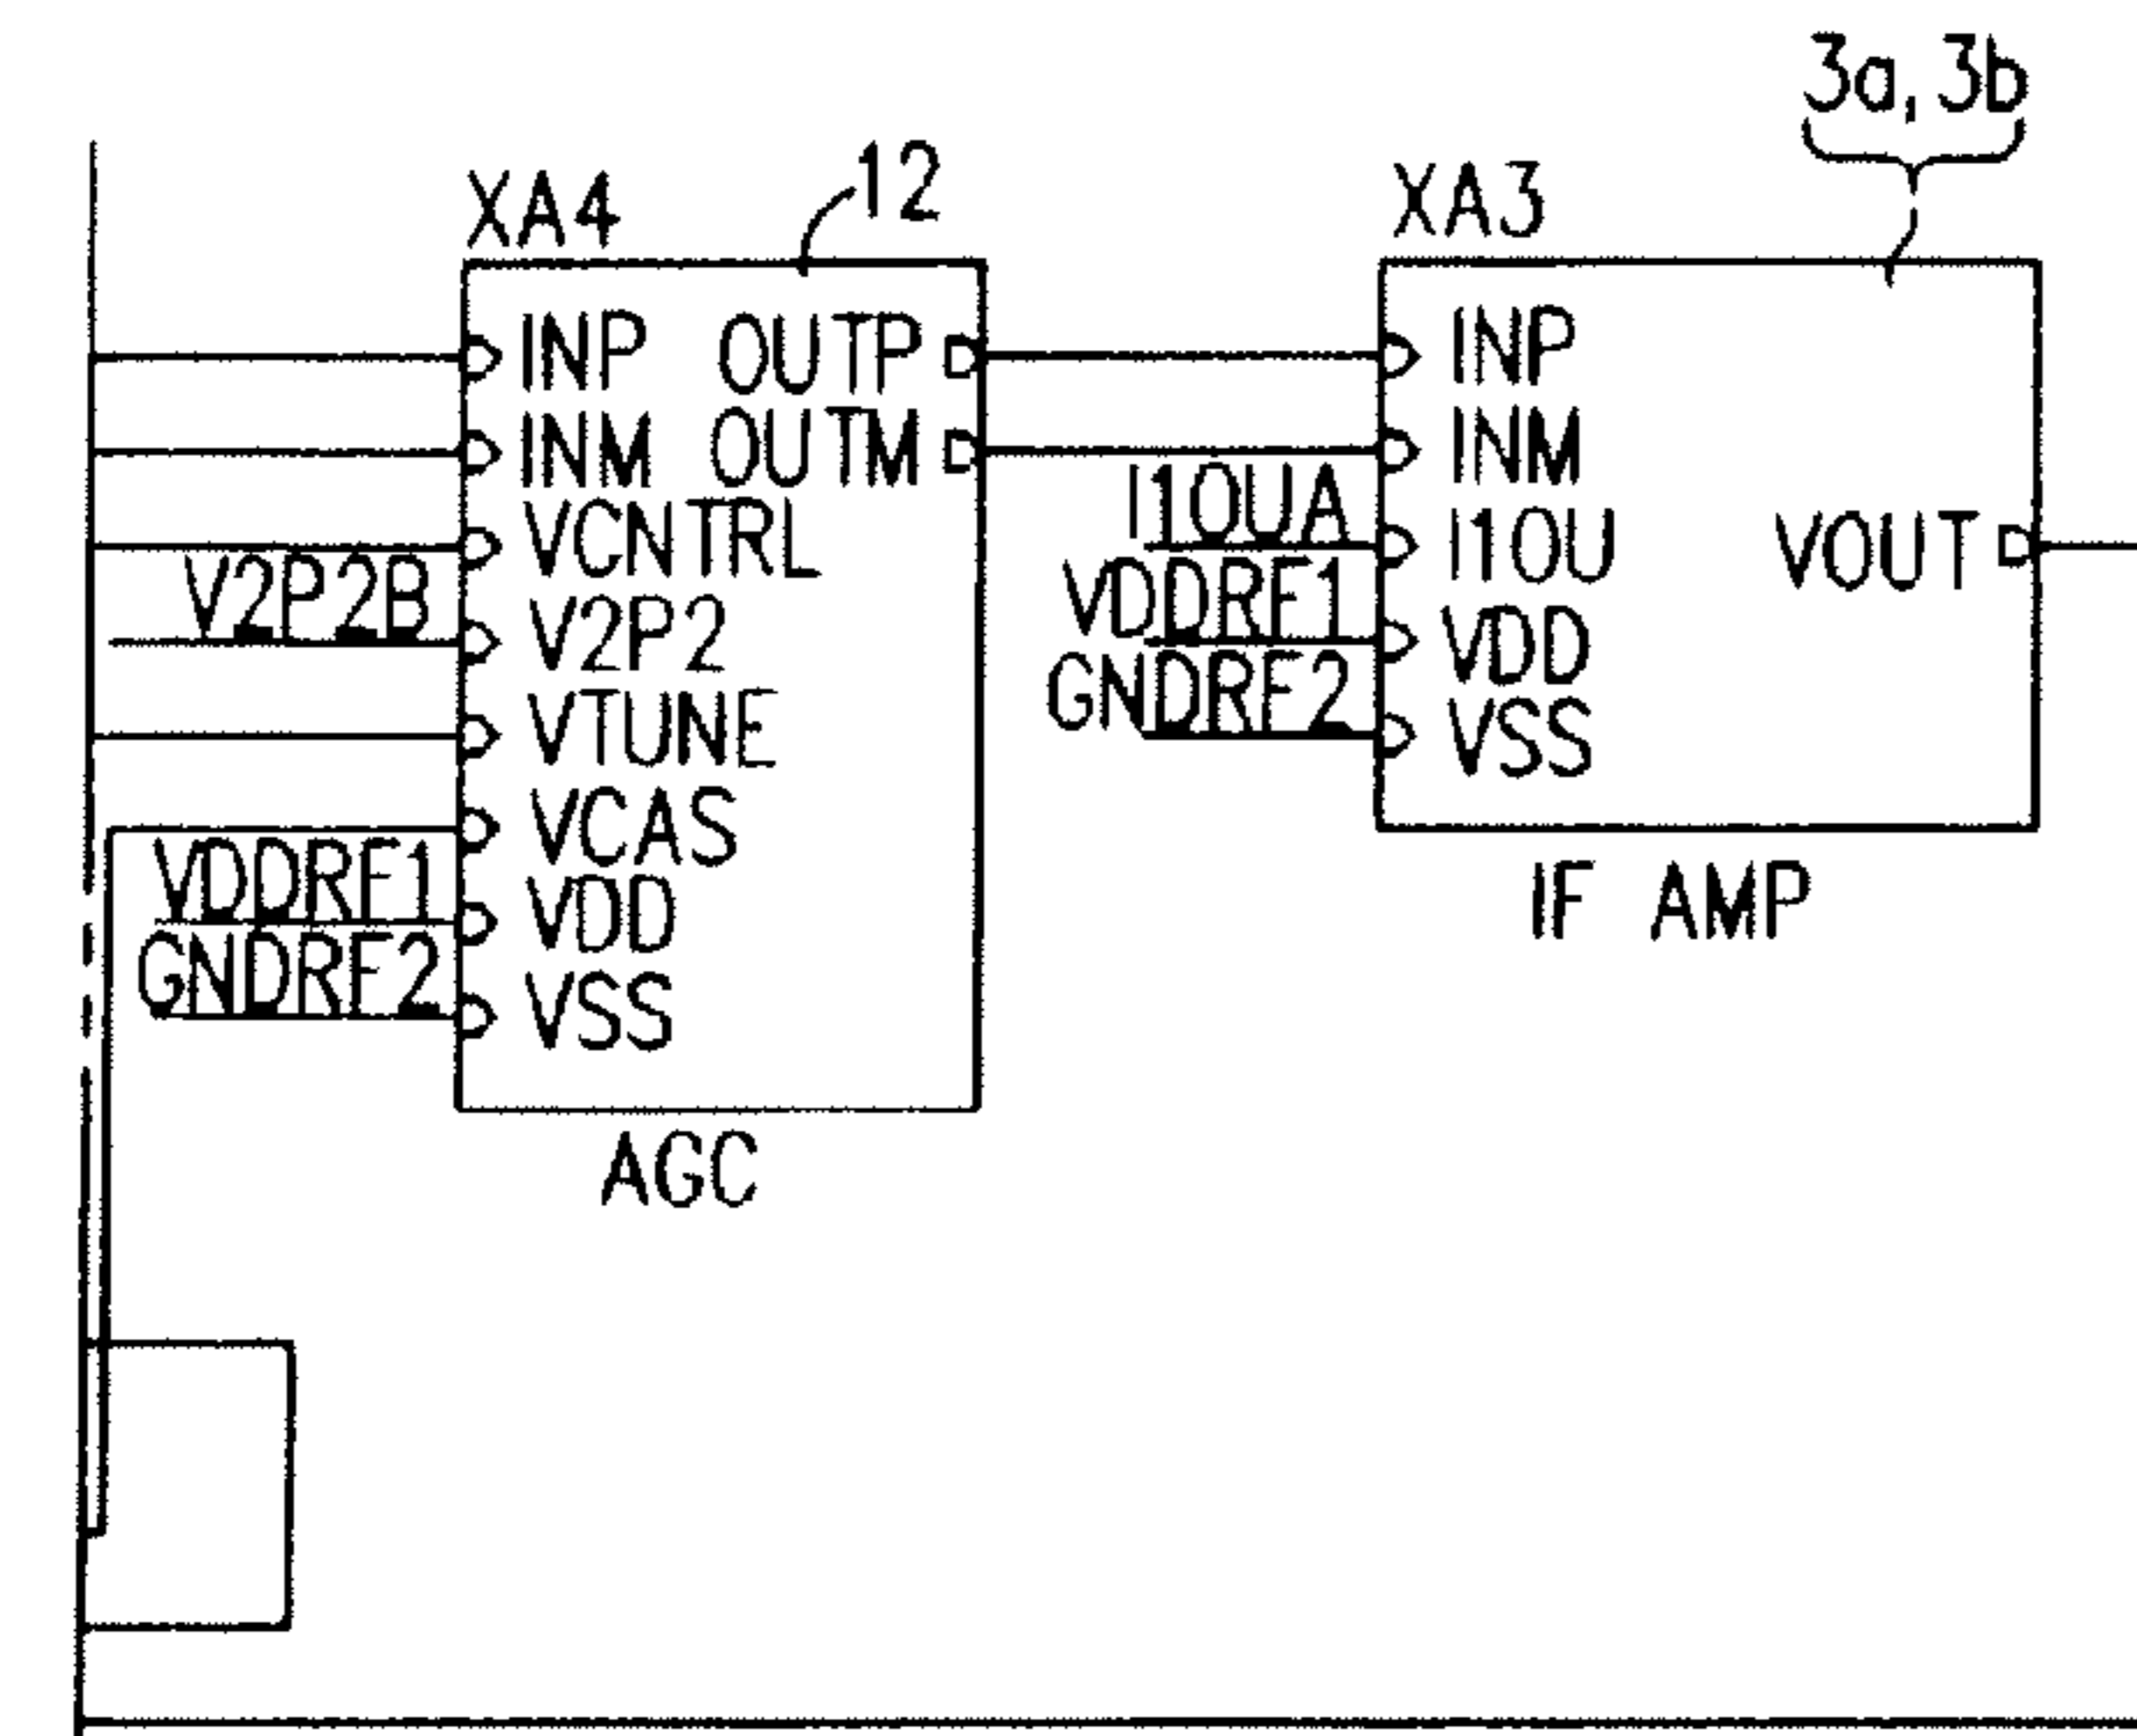 3a, 3b
12
XA4
XA3
INP OUTP
INM OUTM
VCNTRL
V2P2B
V2P2
VTUNE
VCAS
VDDRF1
VDD
GNDRF2
VSS
AGC
INP
INM
I10UA
I10U
VOUT
VDDRF1
VDD
GNDRF2
VSS
IF AMP